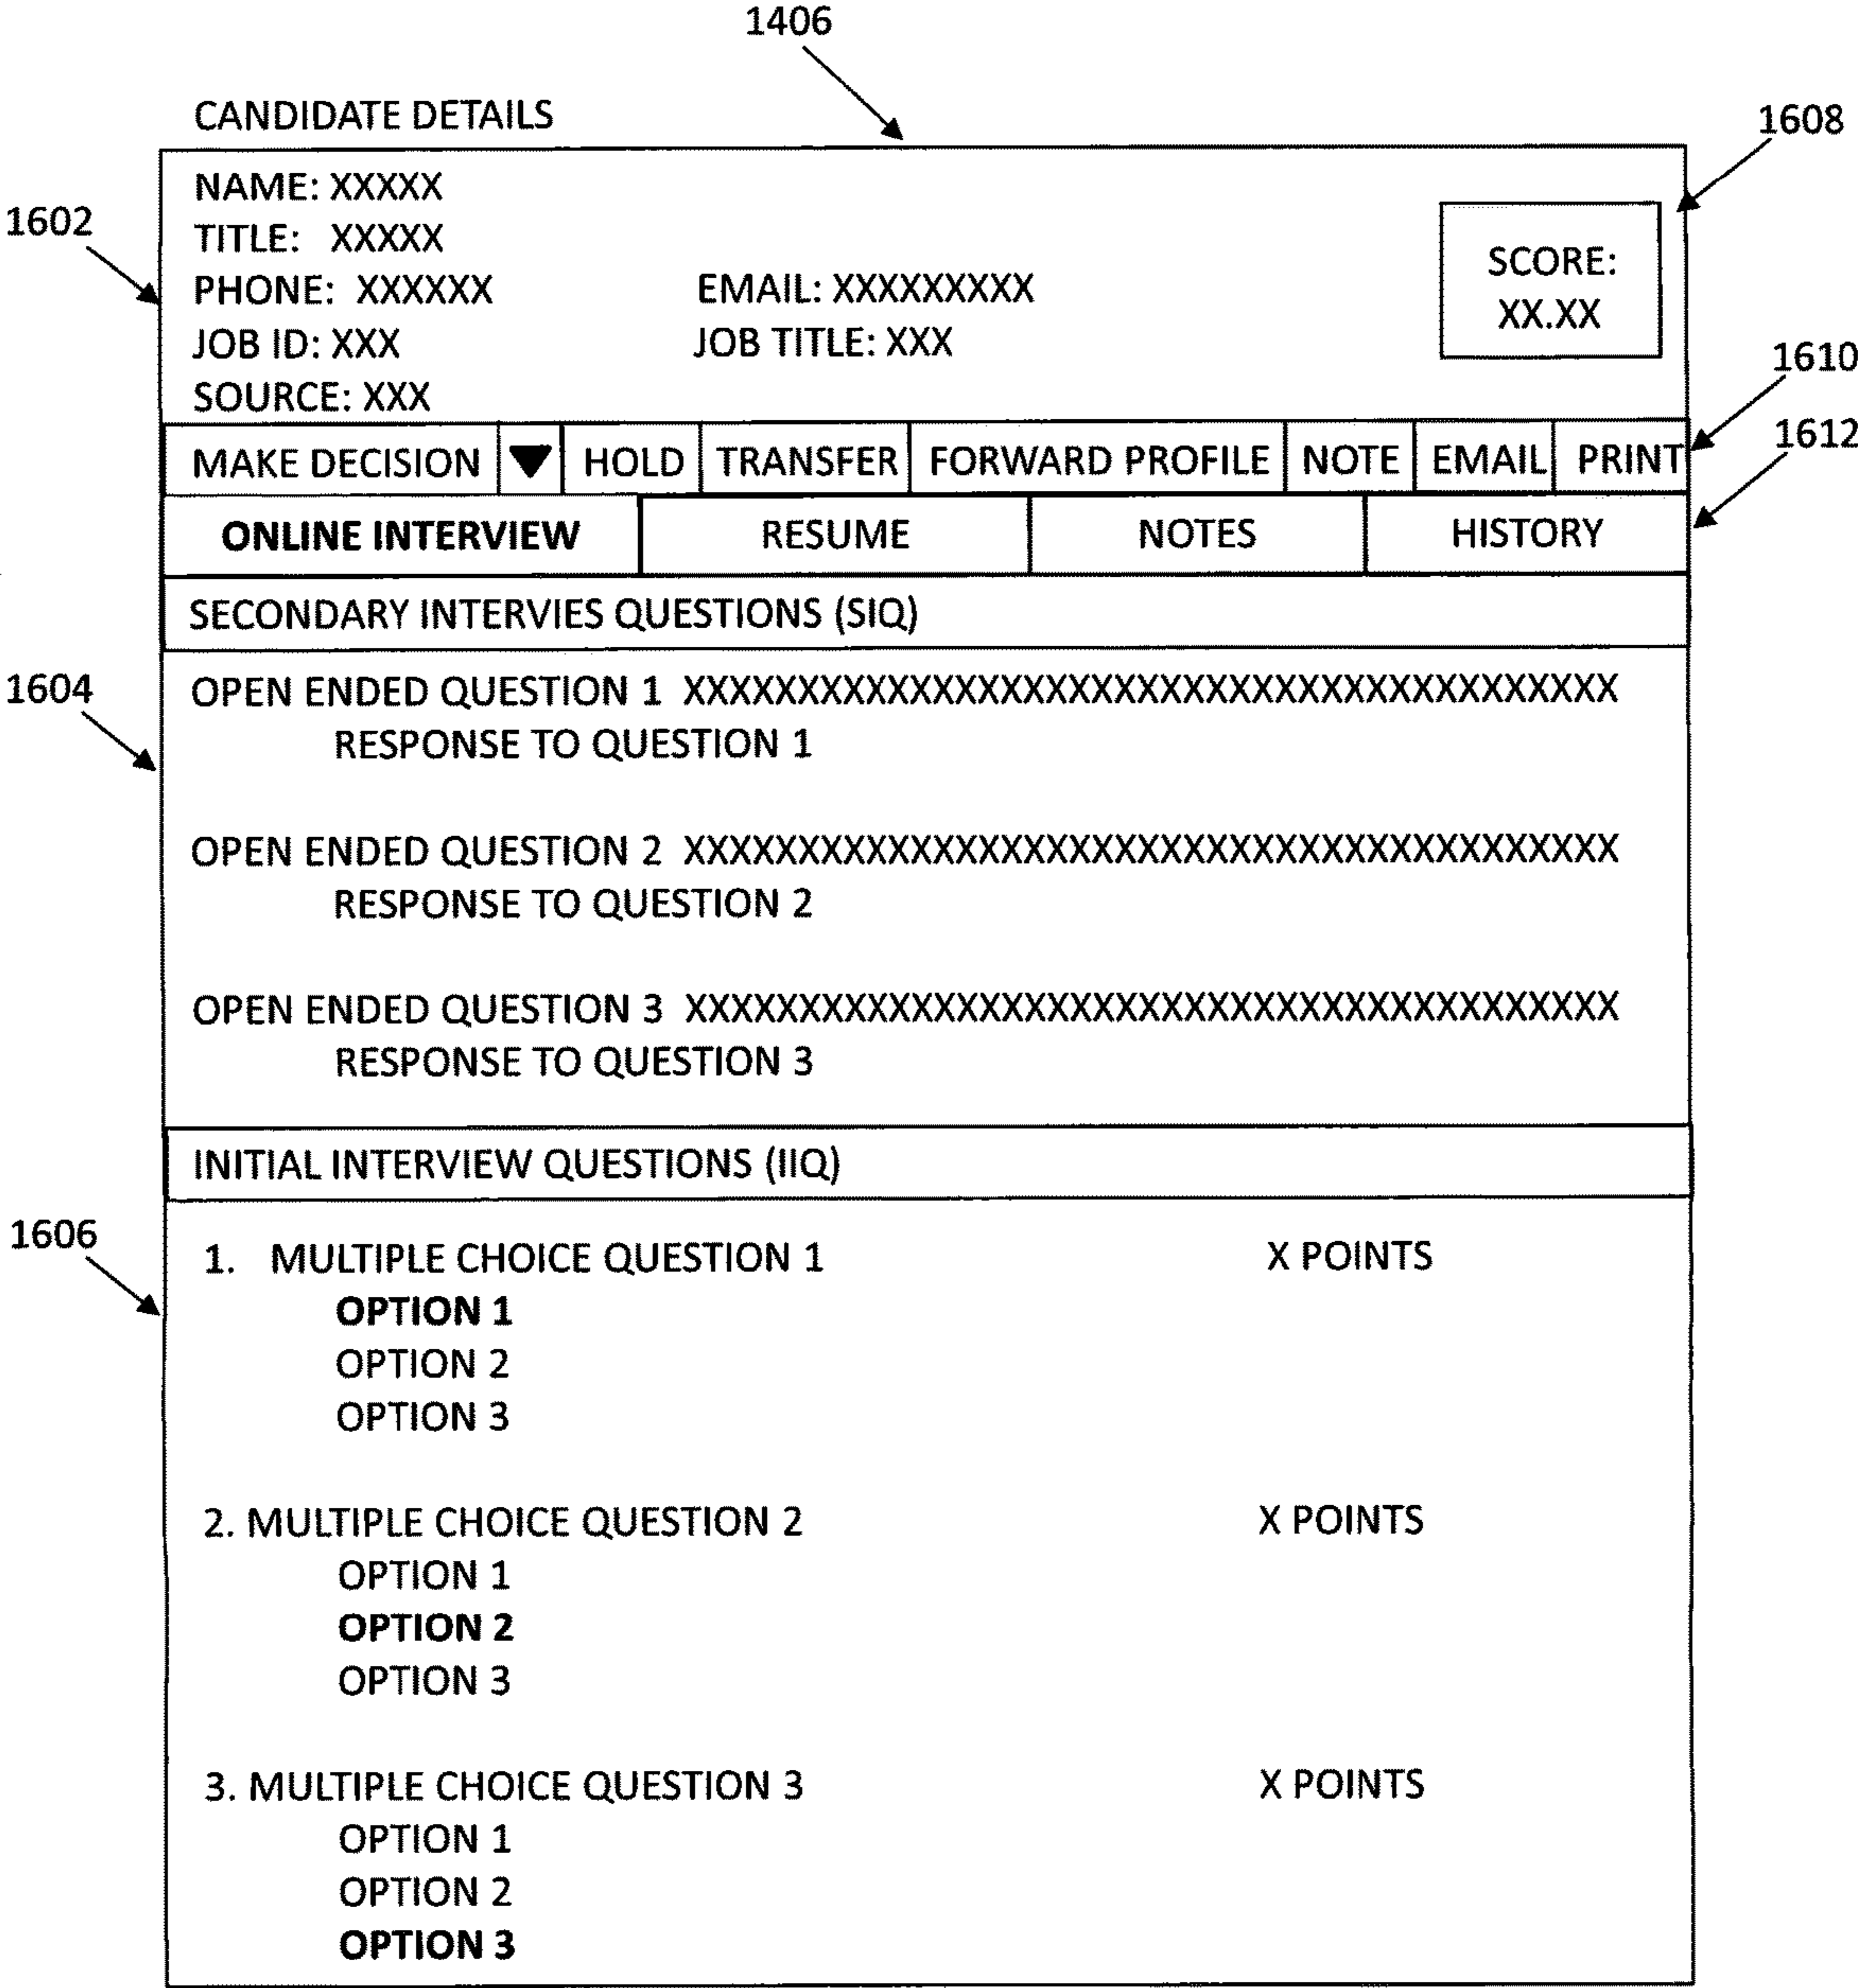 1406
CANDIDATE DETAILS
1608
NAME: XXXXX
1602
TITLE: XXXXX
SCORE:
PHONE: XXXXXX EMAIL: XXXXXXXXX
XX.XX
JOB ID: XXX JOB TITLE: XXX
1610
SOURCE: XXX
1612
MAKE DECISION ▼ HOLD TRANSFER FORWARD PROFILE NOTE EMAIL PRINT
ONLINE INTERVIEW RESUME NOTES HISTORY
SECONDARY INTERVIES QUESTIONS (SIQ)
1604
OPEN ENDED QUESTION 1 XXXXXXXXXXXXXXXXXXXXXXXXXXXXXXXXXXXXXXXXX
RESPONSE TO QUESTION 1
OPEN ENDED QUESTION 2 XXXXXXXXXXXXXXXXXXXXXXXXXXXXXXXXXXXXXXXXX
RESPONSE TO QUESTION 2
OPEN ENDED QUESTION 3 XXXXXXXXXXXXXXXXXXXXXXXXXXXXXXXXXXXXXXXXX
RESPONSE TO QUESTION 3
INITIAL INTERVIEW QUESTIONS (IIQ)
1606
1. MULTIPLE CHOICE QUESTION 1 X POINTS
OPTION 1
OPTION 2
OPTION 3
2. MULTIPLE CHOICE QUESTION 2 X POINTS
OPTION 1
OPTION 2
OPTION 3
3. MULTIPLE CHOICE QUESTION 3 X POINTS
OPTION 1
OPTION 2
OPTION 3